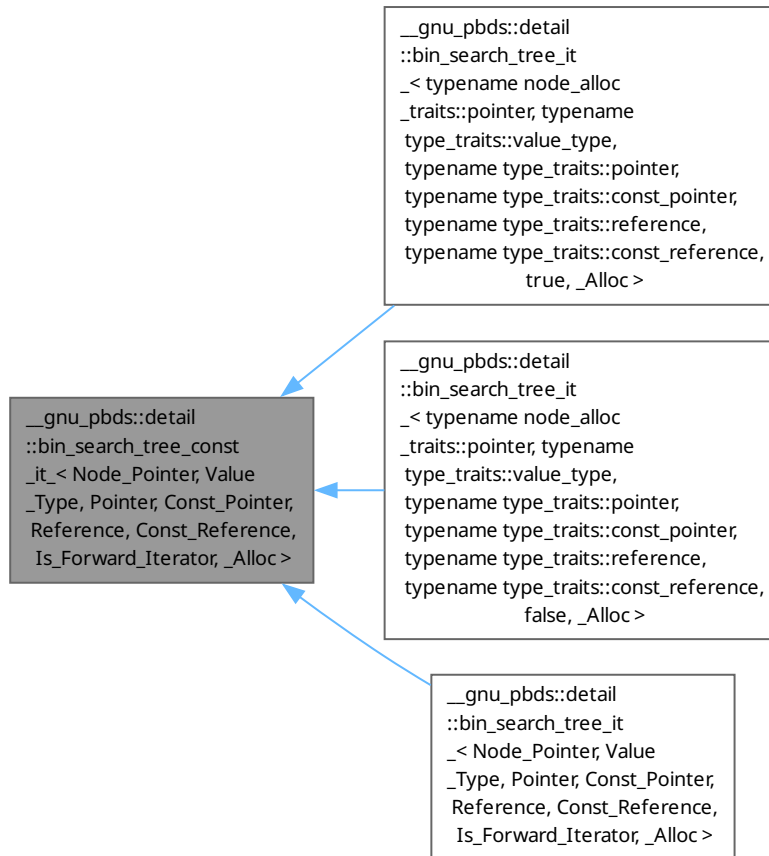 __gnu_pbds::detail
::bin_search_tree_it
_< typename node_alloc
_traits::pointer, typename
type_traits::value_type,
typename type_traits::pointer,
typename type_traits::const_pointer,
typename type_traits::reference,
typename type_traits::const_reference,
true, _Alloc >
__gnu_pbds::detail
::bin_search_tree_const
_it_< Node_Pointer, Value
_Type, Pointer, Const_Pointer,
Reference, Const_Reference,
Is_Forward_Iterator, _Alloc >
__gnu_pbds::detail
::bin_search_tree_it
_< typename node_alloc
_traits::pointer, typename
type_traits::value_type,
typename type_traits::pointer,
typename type_traits::const_pointer,
typename type_traits::reference,
typename type_traits::const_reference,
false, _Alloc >
__gnu_pbds::detail
::bin_search_tree_it
_< Node_Pointer, Value
_Type, Pointer, Const_Pointer,
Reference, Const_Reference,
Is_Forward_Iterator, _Alloc >